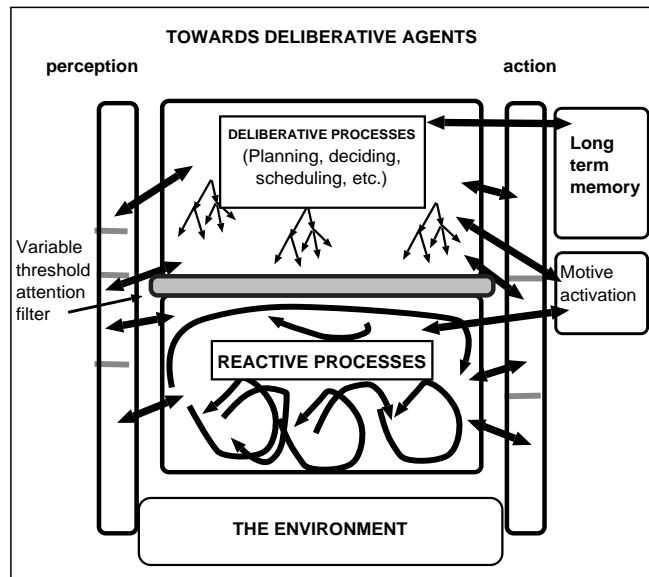 TOWARDS DELIBERATIVE AGENTS
perception
action
DELIBERATIVE PROCESSES
(Planning, deciding,
scheduling, etc.)
Long
term
memory
Variable
threshold
attention
filter
Motive
activation
REACTIVE PROCESSES
THE ENVIRONMENT